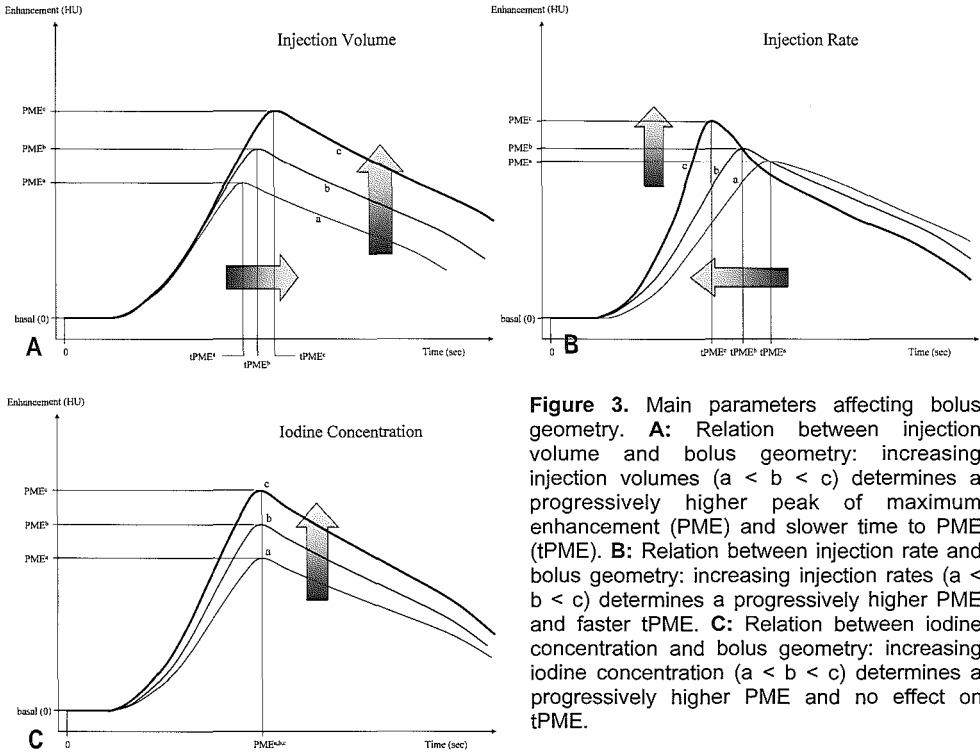 Enhancement (HU)
Injection Volume
PMEᶜ
PMEᵇ
PMEᵃ
c
b
a
basal (0)
A
0
tPMEᵃ
tPMEᵇ
tPMEᶜ
Time (sec)
Enhancement (HU)
Injection Rate
PMEᶜ
PMEᵇ
PMEᵃ
c
b
a
basal (0)
B
0
tPMEᶜ
tPMEᵇ
tPMEᵃ
Time (sec)
Enhancement (HU)
Iodine Concentration
PMEᶜ
PMEᵇ
PMEᵃ
c
b
a
basal (0)
C
0
PMEᵃ,ᵇ,ᶜ
Time (sec)
Figure 3. Main parameters affecting bolus
geometry. A: Relation between injection
volume and bolus geometry: increasing
injection volumes (a < b < c) determines a
progressively higher peak of maximum
enhancement (PME) and slower time to PME
(tPME). B: Relation between injection rate and
bolus geometry: increasing injection rates (a <
b < c) determines a progressively higher PME
and faster tPME. C: Relation between iodine
concentration and bolus geometry: increasing
iodine concentration (a < b < c) determines a
progressively higher PME and no effect on
tPME.